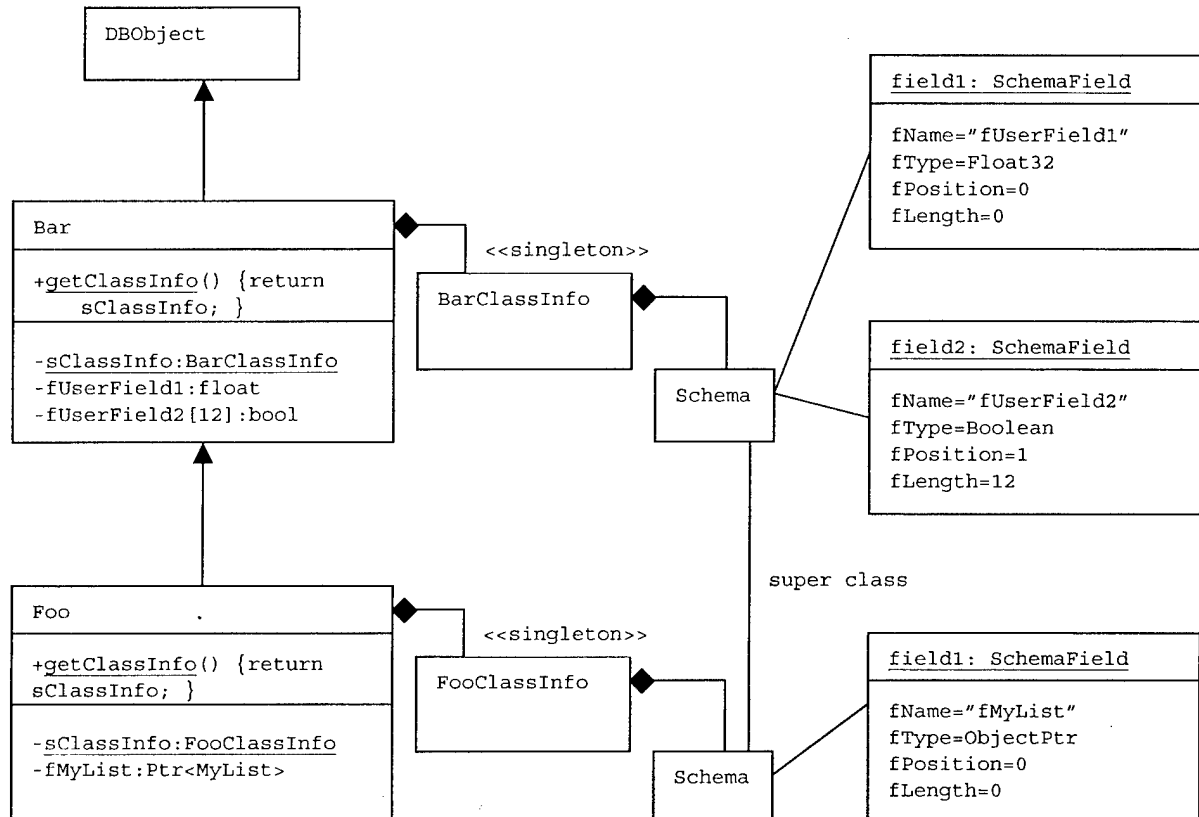 DBObject
Bar
+getClassInfo() {return
sClassInfo; }
-sClassInfo:BarClassInfo
-fUserField1:float
-fUserField2[12]:bool
<<singleton>>
BarClassInfo
Schema
field1: SchemaField
fName="fUserField1"
fType=Float32
fPosition=0
fLength=0
field2: SchemaField
fName="fUserField2"
fType=Boolean
fPosition=1
fLength=12
super class
Foo
+getClassInfo() {return
sClassInfo; }
-sClassInfo:FooClassInfo
-fMyList:Ptr<MyList>
<<singleton>>
FooClassInfo
Schema
field1: SchemaField
fName="fMyList"
fType=ObjectPtr
fPosition=0
fLength=0